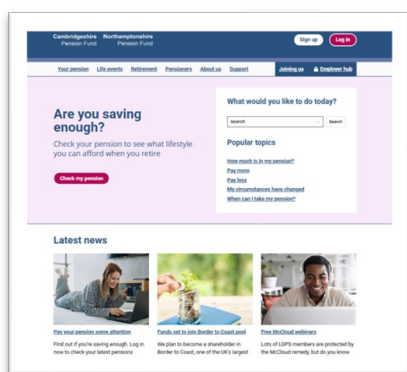 Cambridgeshire Northamptonshire
Pension Fund Pension Fund
Sign up
Log in
Your pension Life events Retirement Pensioners About us Support Joining us Employer hub
Are you saving
enough?
Check your pension to see what lifestyle
you can afford when you retire
Check my pension
What would you like to do today?
search
Search
Popular topics
How much is in my pension?
Pay more
Pay less
My circumstances have changed
When can I take my pension?
Latest news
Pay your pension some attention
Find out if you're saving enough. Log in
now to check your latest pensions
Funds set to join Border to Coast pool
We plan to become a shareholder in
Border to Coast, one of the UK's largest
Free McCloud webinars
Lots of LGPS members are protected by
the McCloud remedy, but do you know